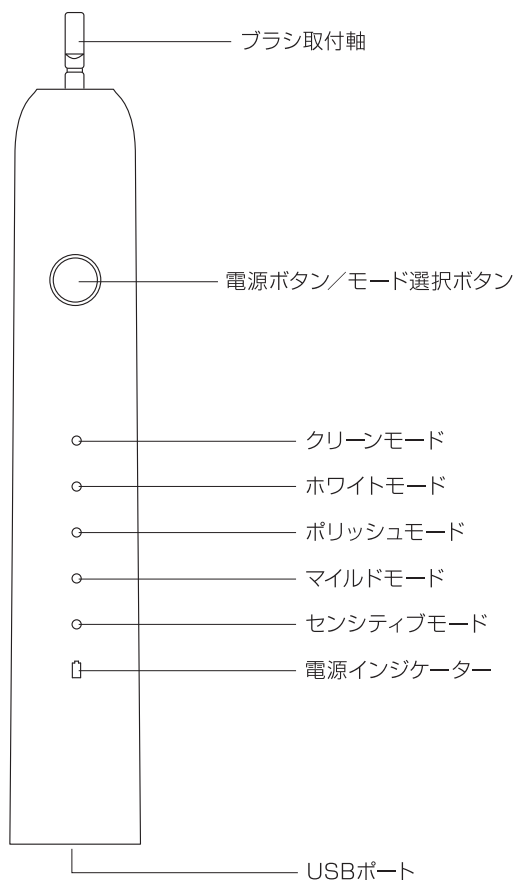 ブラシ取付軸
電源ボタン／モード選択ボタン
クリーンモード
ホワイトモード
ポリッシュモード
マイルドモード
センシティブモード
電源インジケーター
USBポート